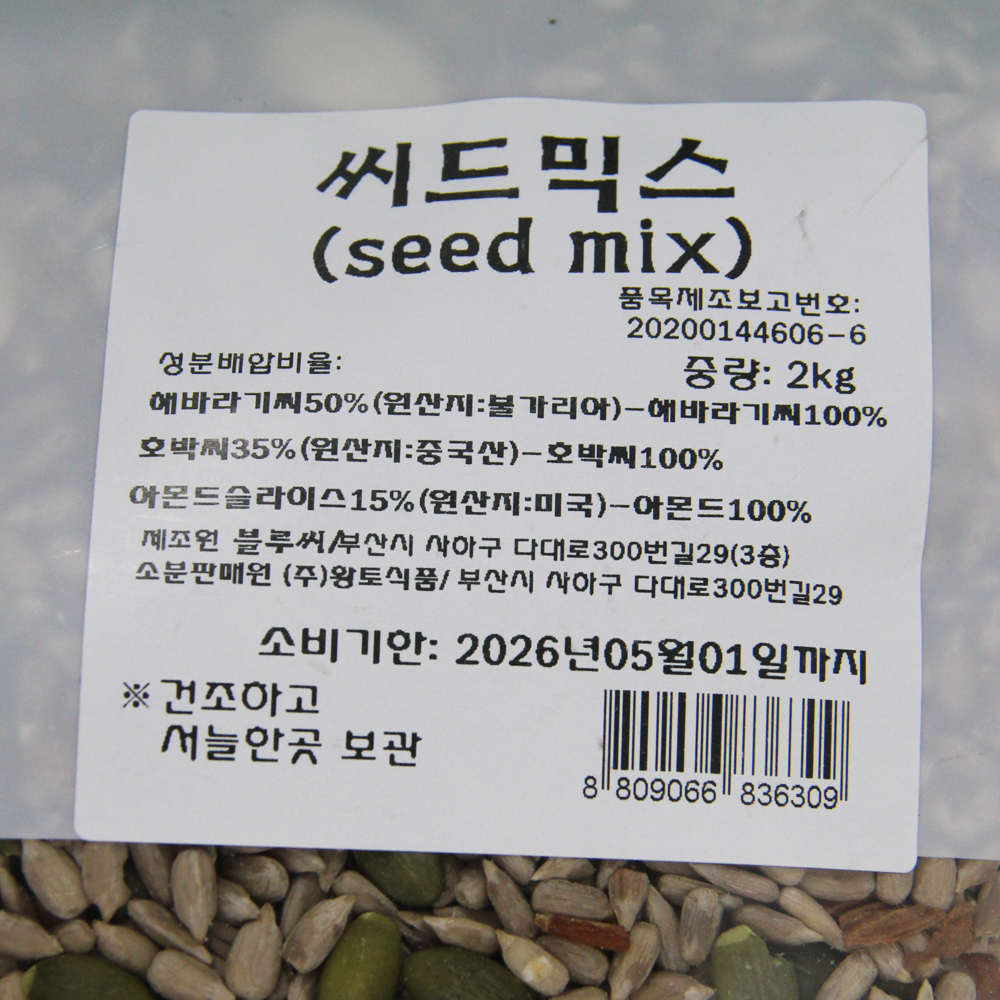 씨드믹스
(seed mix)
품목제조보고번호:
20200144606-6
성분배압비율:
중량: 2kg
해바라기씨50%(원산지:불가리아)-해바라기씨100%
호박씨35%(원산지:중국산)-호박씨100%
아몬드슬라이스15%(원산지:미국)-아몬드100%
제조원 블루써/부산시 사하구 다대로300번길29(3층)
소분판매원 (주)왕토식품/ 부산시 사하구 다대로300번길29
소비기한: 2026년05월01일까지
※ 건조하고
서늘한곳 보관
8 809066 836309